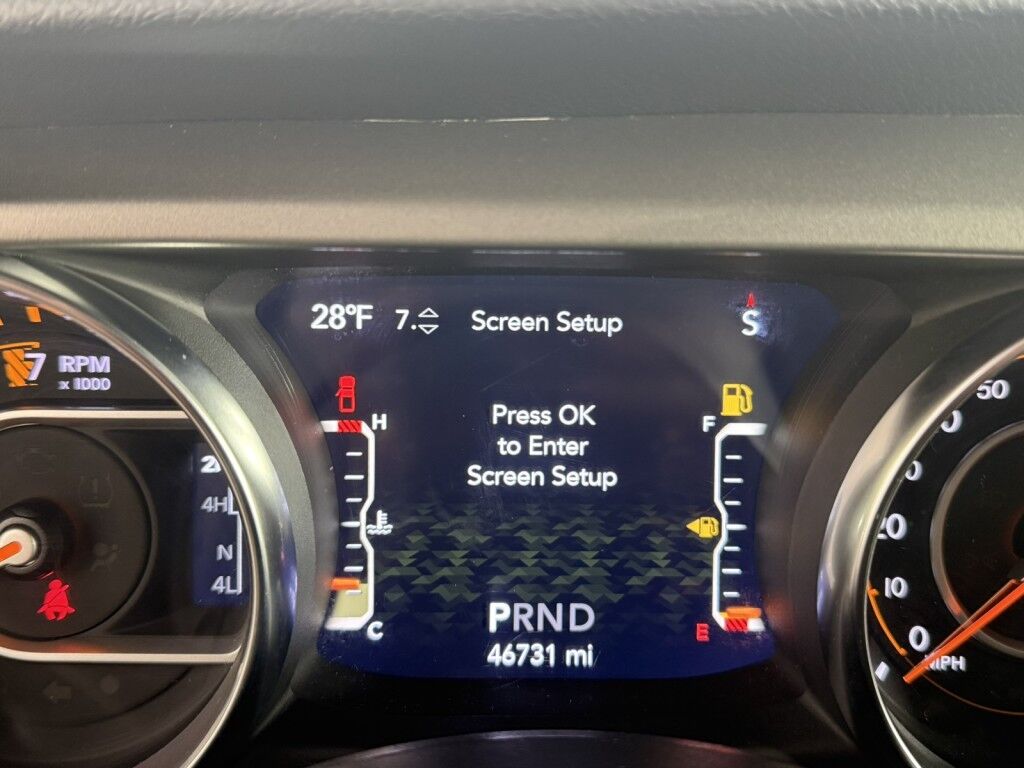 28°F 7. Screen Setup S
7 RPM
x 1000
H
Press OK
to Enter
Screen Setup
F
50
4H
N
4L
20
10
0
MPH
C
E
PRND
46731 mi